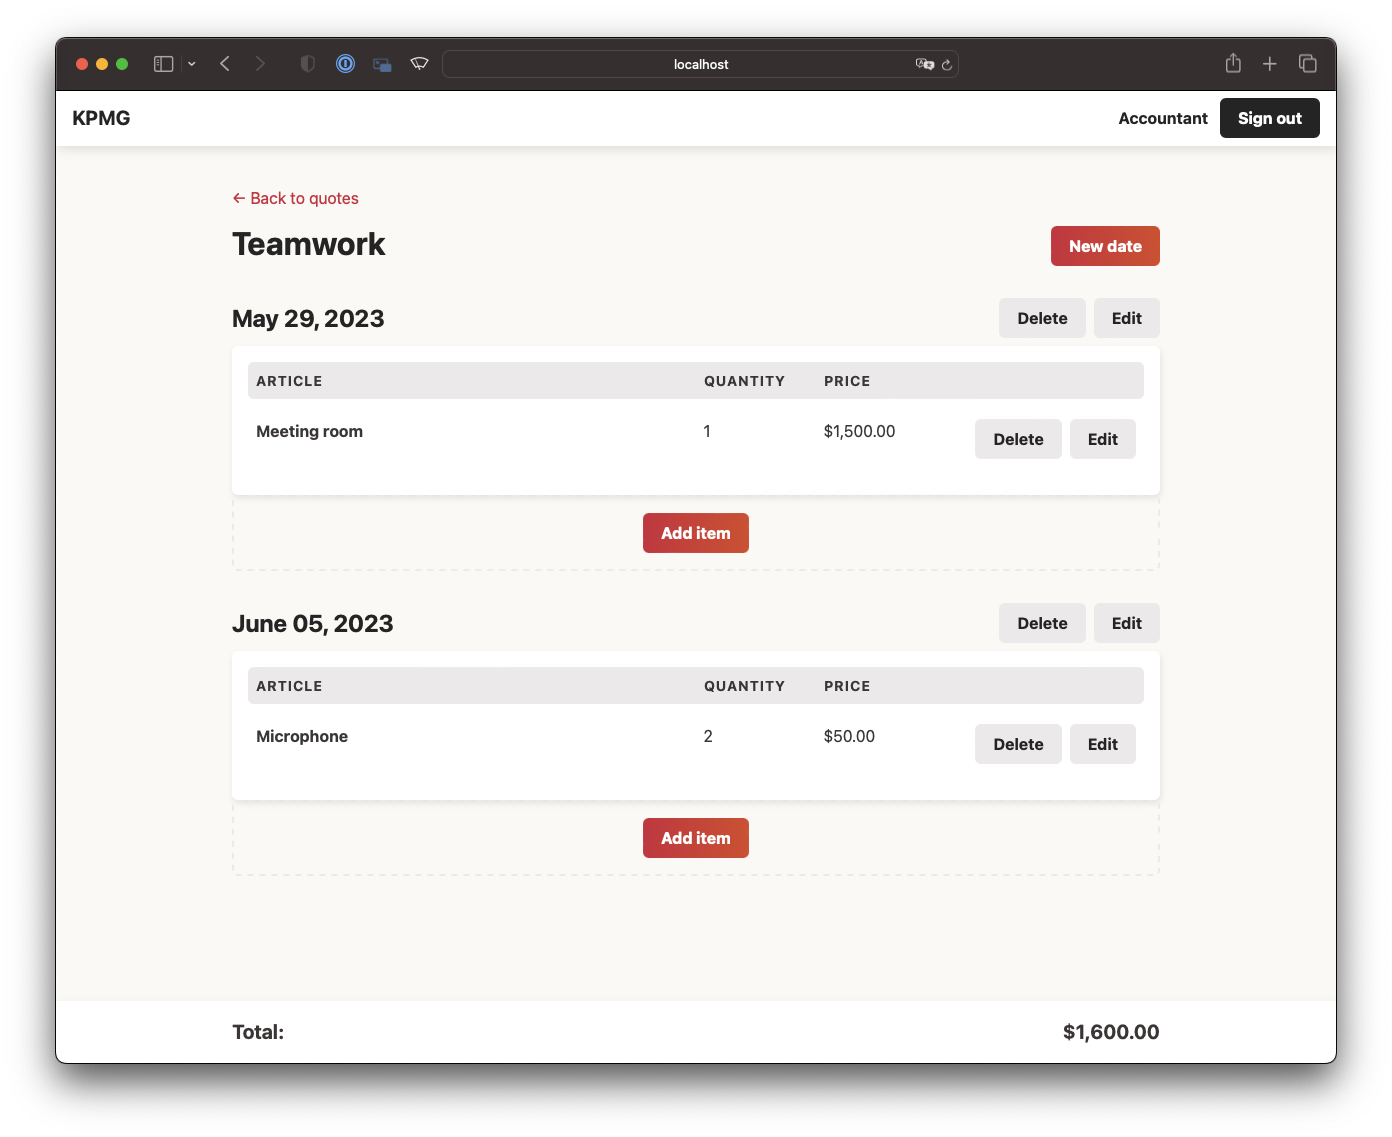 localhost
KPMG Accountant Sign out
← Back to quotes
Teamwork New date
May 29, 2023 Delete Edit
ARTICLE QUANTITY PRICE
Meeting room 1 $1,500.00 Delete Edit
Add item
June 05, 2023 Delete Edit
ARTICLE QUANTITY PRICE
Microphone 2 $50.00 Delete Edit
Add item
Total: $1,600.00